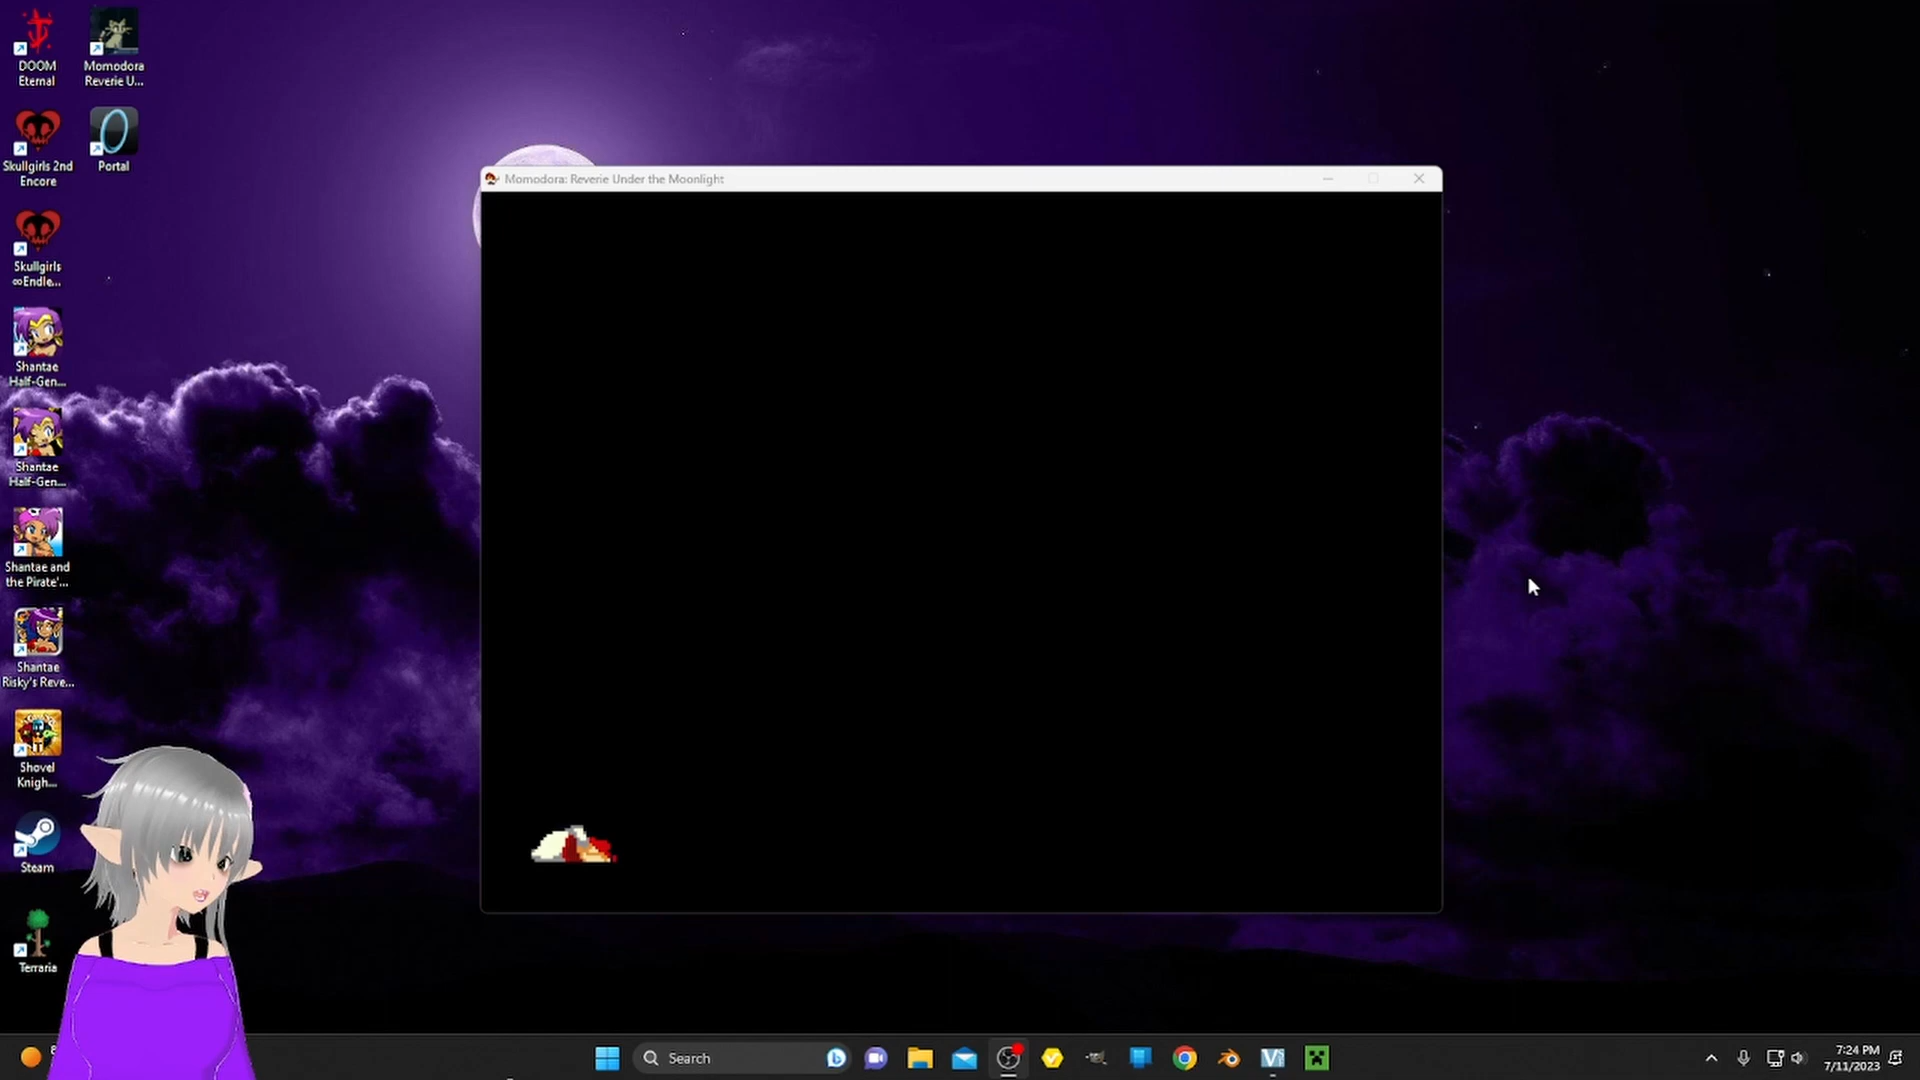 DOOM
Eternal
Momodora
Reverie U...
Skullgirls 2nd
Encore
Portal
Skullgirls
∞Endle...
Shantae
Half-Gen...
Shantae
Half-Gen...
Shantae and
the Pirate'...
Shantae
Risky's Reve...
Shovel
Knigh...
Steam
Terraria
Momodora: Reverie Under the Moonlight
Search
7:24 PM
7/11/2023